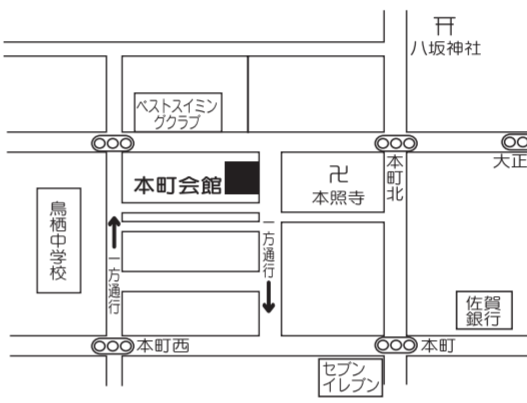 八坂神社
ベストスイミン
グクラブ
大正
本町北
卍
本照寺
本町会館
鳥栖中学校
一方通行
一方通行
佐賀
銀行
本町西
本町
セブン
イレブン